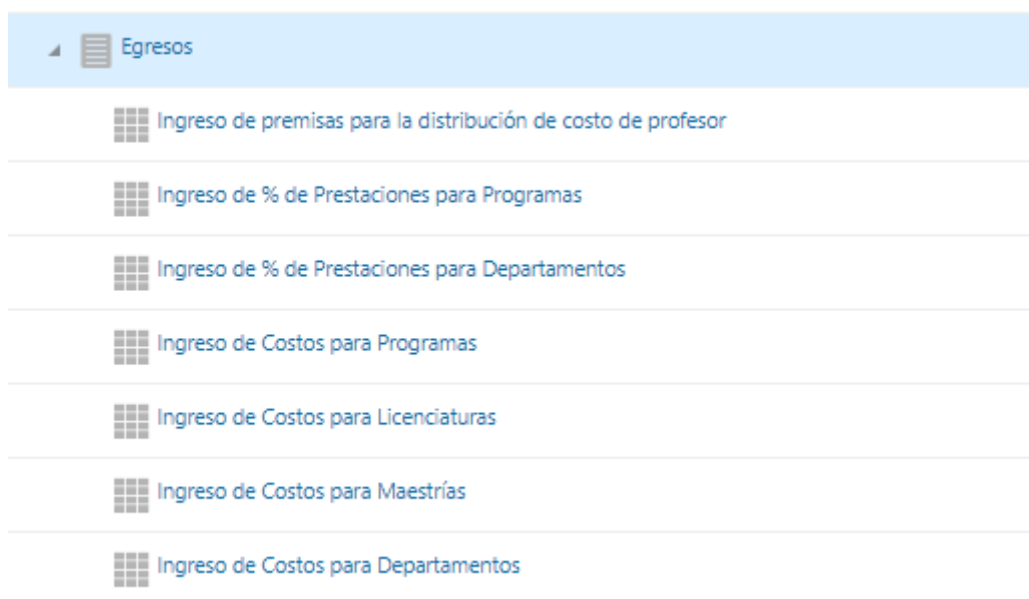 Egresos
Ingreso de premisas para la distribución de costo de profesor
Ingreso de % de Prestaciones para Programas
Ingreso de % de Prestaciones para Departamentos
Ingreso de Costos para Programas
Ingreso de Costos para Licenciaturas
Ingreso de Costos para Maestrías
Ingreso de Costos para Departamentos